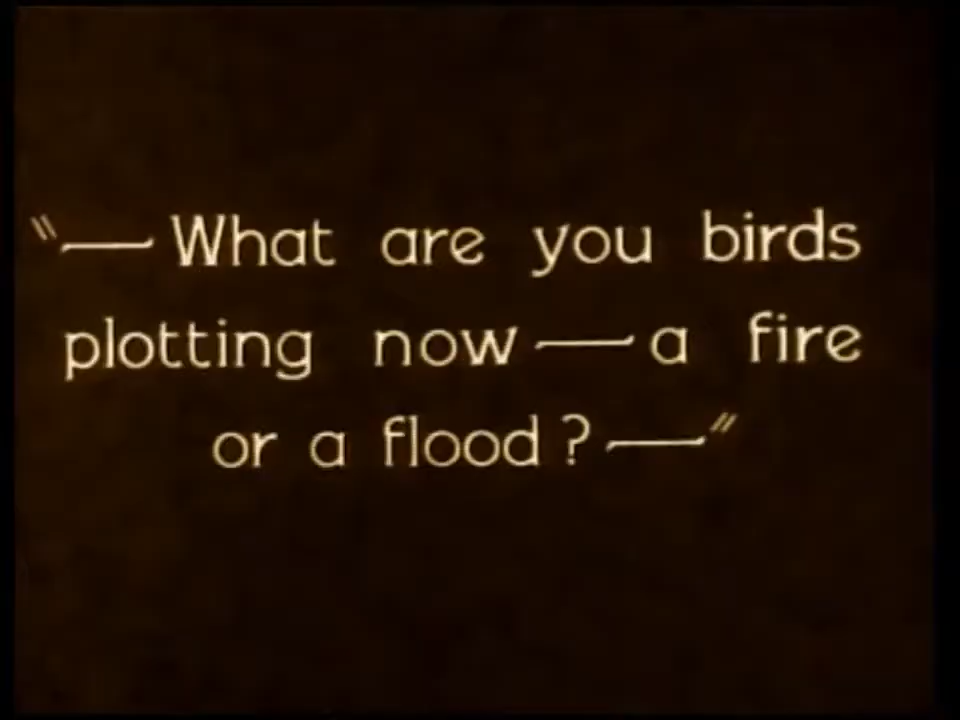 "—What are you birds
plotting now—a fire
or a flood?—"